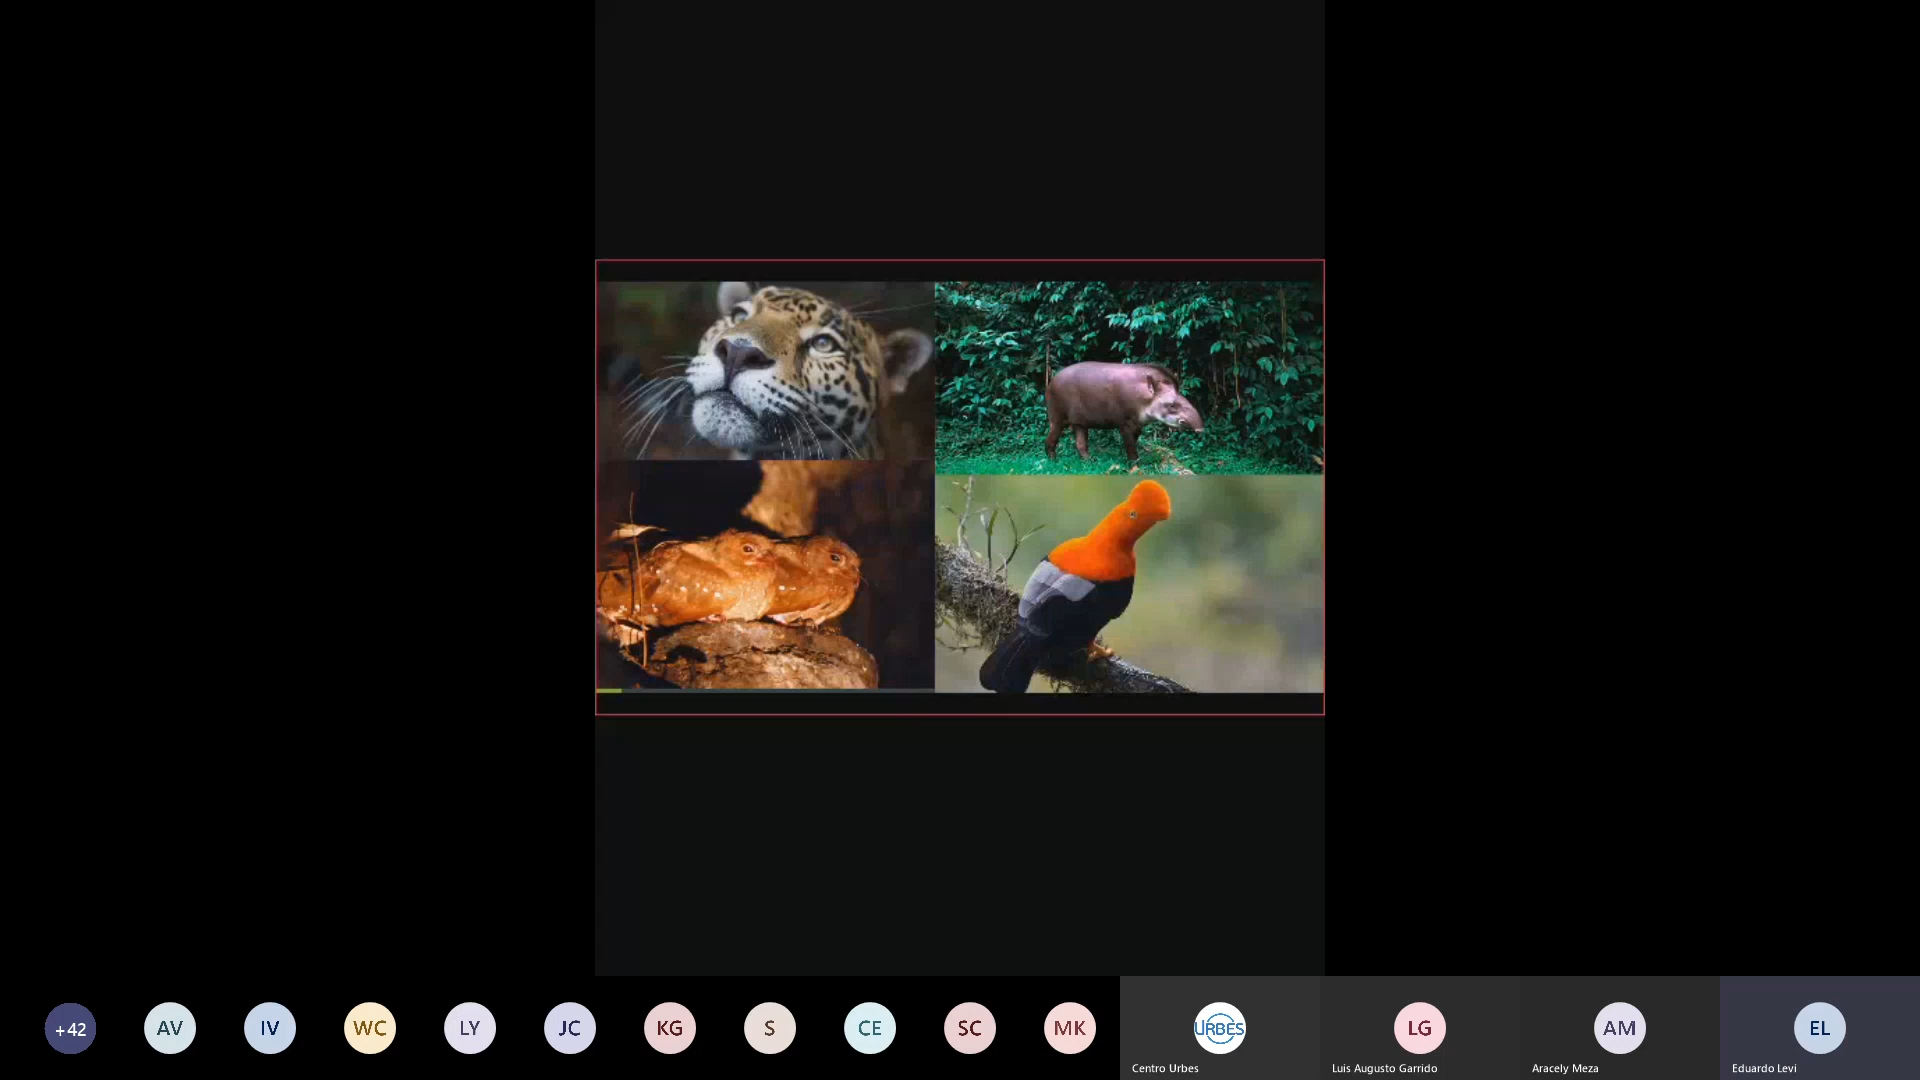 +42
AV
IV
WC
LY
JC
KG
S
CE
SC
MK
URBES
LG
AM
EL
Centro Urbes
Luis Augusto Garrido
Aracely Meza
Eduardo Levi